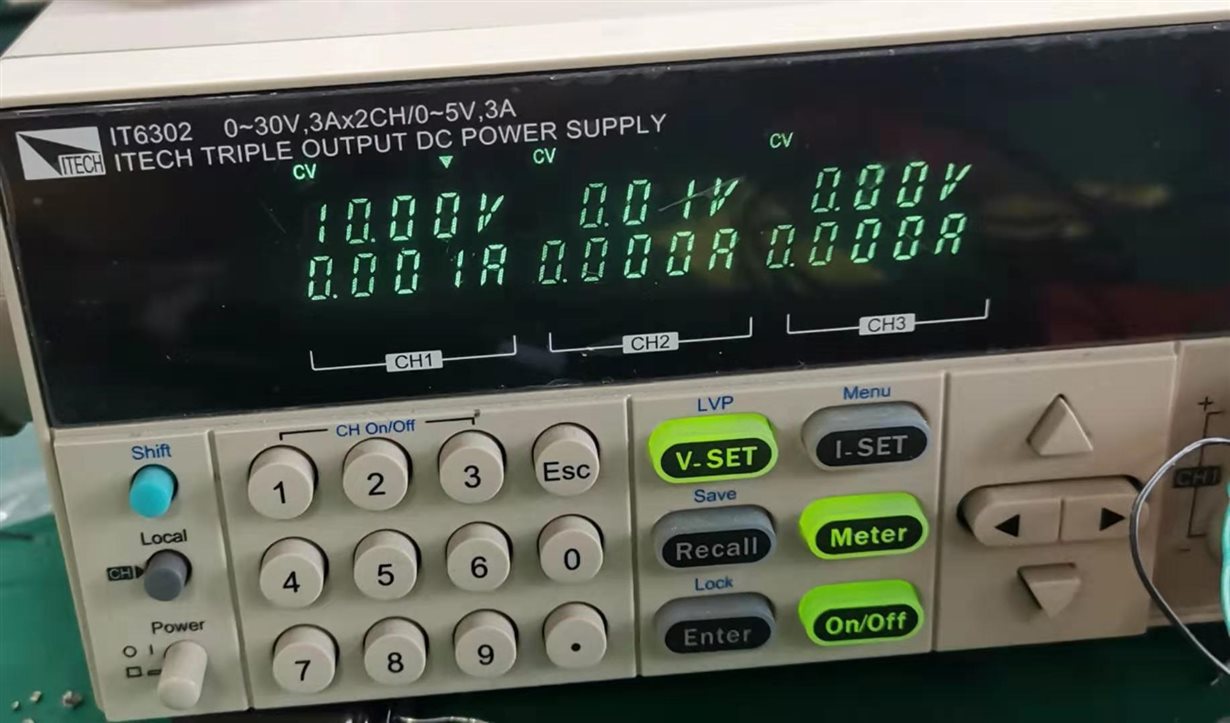 ITECH
IT6302 0~30V,3Ax2CH/0~5V,3A
ITECH TRIPLE OUTPUT DC POWER SUPPLY
CV CV CV
10.00V 0.01V 0.00V
0.001A 0.000A 0.000A
CH1 CH2 CH3
Shift
CH On/Off
LVP Menu
1 2 3 Esc
V-SET I-SET
Local
CH
4 5 6 0
Save
Recall Meter
Power
7 8 9 .
Lock
Enter On/Off
+
CH1
-